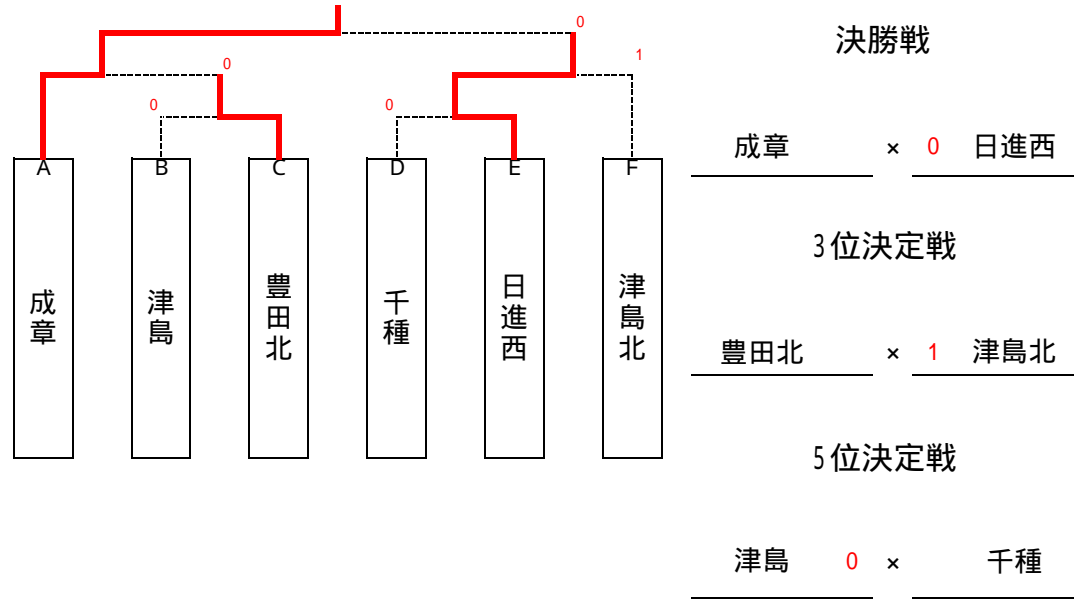 0
決勝戦
1
0
0
0
成章 × 0 日進西
A B C D E F
3位決定戦
成章
津島
豊田北
千種
日進西
津島北
豊田北 × 1 津島北
5位決定戦
津島 0 × 千種